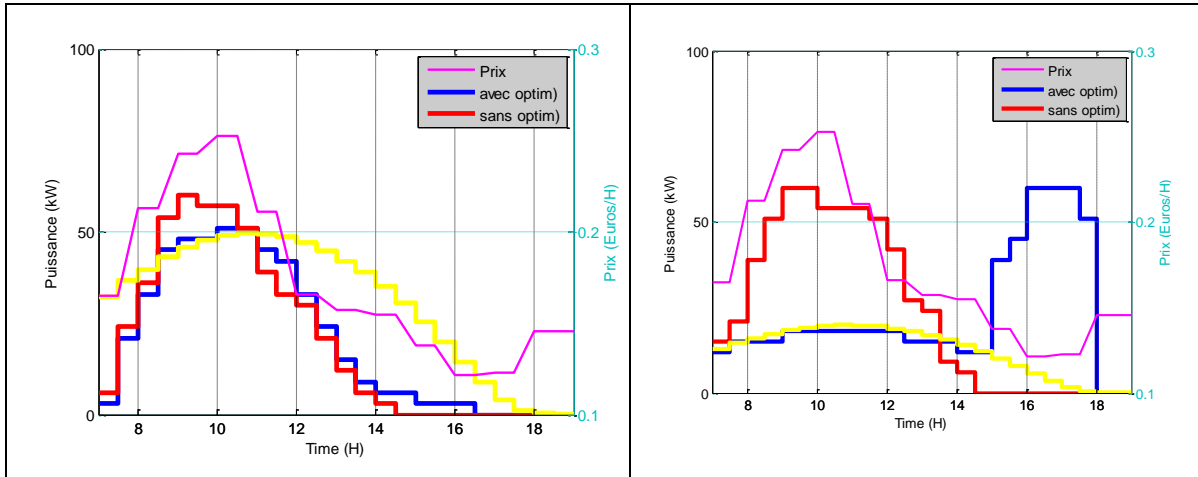 100
50
0
Puissance (kW)
8
10
12
14
16
18
Time (H)
0.3
0.2
0.1
Prix (Euros/H)
Prix
avec optim)
sans optim)
100
50
0
Puissance (kW)
8
10
12
14
16
18
Time (H)
0.3
0.2
0.1
Prix (Euros/H)
Prix
avec optim)
sans optim)